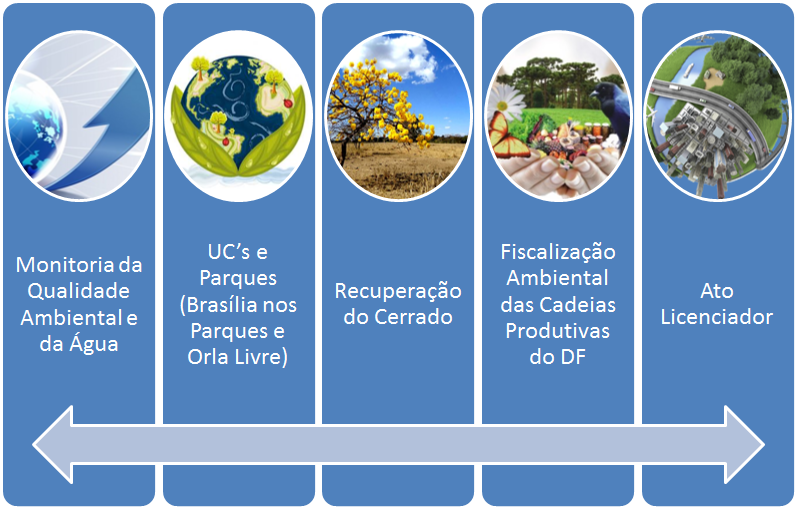 Monitoria da
Qualidade
Ambiental e
da Água
UC's e
Parques
(Brasília nos
Parques e
Orla Livre)
Recuperação
do Cerrado
Fiscalização
Ambiental
das Cadeias
Produtivas
do DF
Ato
Licenciador